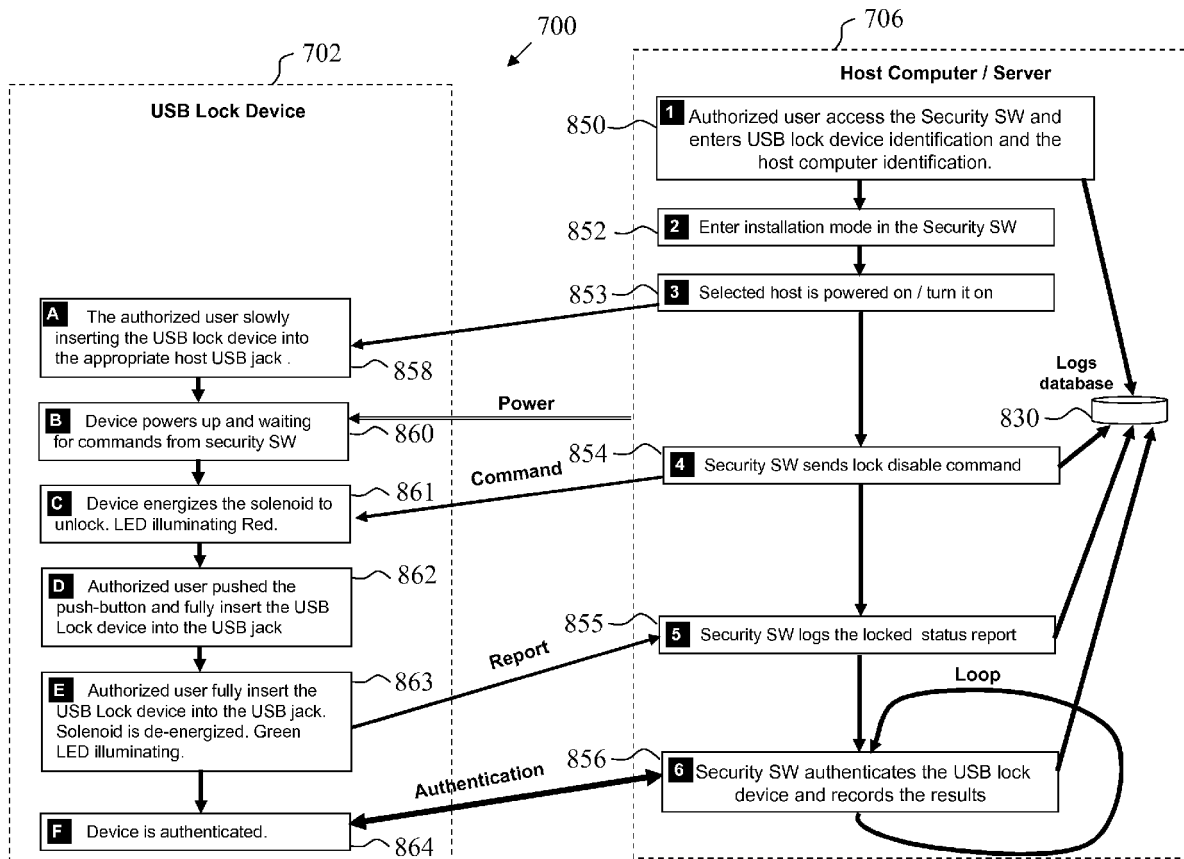 700
702
USB Lock Device
706
Host Computer / Server
850
1 Authorized user access the Security SW and
enters USB lock device identification and the
host computer identification.
852
2 Enter installation mode in the Security SW
853
3 Selected host is powered on / turn it on
A The authorized user slowly
inserting the USB lock device into
the appropriate host USB jack .
858
Logs
database
830
B Device powers up and waiting
for commands from security SW
860
Power
854
4 Security SW sends lock disable command
Command
861
C Device energizes the solenoid to
unlock. LED illuminating Red.
862
D Authorized user pushed the
push-button and fully insert the USB
Lock device into the USB jack
855
5 Security SW logs the locked status report
Report
863
E Authorized user fully insert the
USB Lock device into the USB jack.
Solenoid is de-energized. Green
LED illuminating.
Loop
856
6 Security SW authenticates the USB lock
device and records the results
Authentication
F Device is authenticated.
864